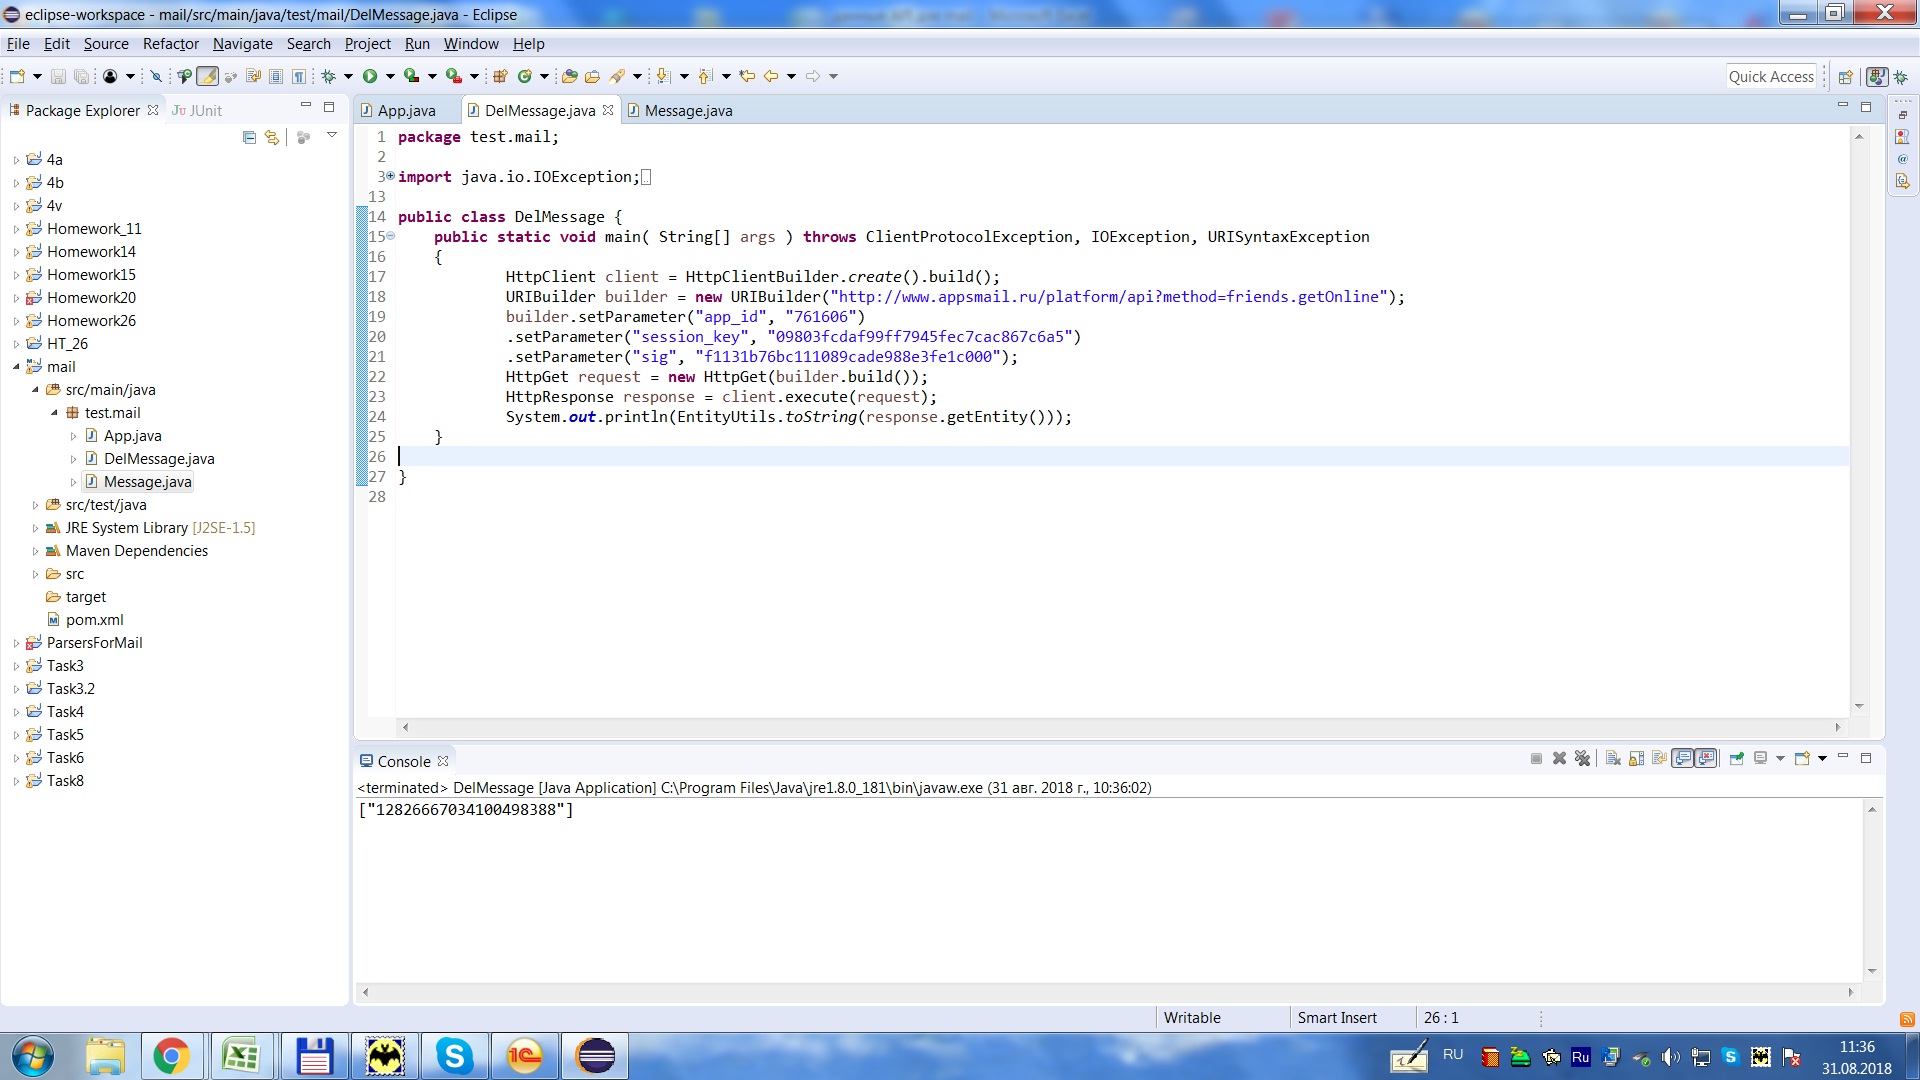 eclipse-workspace - mail/src/main/java/test/mail/DelMessage.java - Eclipse
File Edit Source Refactor Navigate Search Project Run Window Help
Quick Access
Package Explorer
JUnit
4a
4b
4v
Homework_11
Homework14
Homework15
Homework20
Homework26
HT_26
mail
src/main/java
test.mail
App.java
DelMessage.java
Message.java
src/test/java
JRE System Library [J2SE-1.5]
Maven Dependencies
src
target
pom.xml
ParsersForMail
Task3
Task3.2
Task4
Task5
Task6
Task8
App.java DelMessage.java Message.java
1 package test.mail;
2
3 import java.io.IOException;
13
14 public class DelMessage {
15 public static void main( String[] args ) throws ClientProtocolException, IOException, URISyntaxException
16 {
17 HttpClient client = HttpClientBuilder.create().build();
18 URIBuilder builder = new URIBuilder("http://www.appsmail.ru/platform/api?method=friends.getOnline");
19 builder.setParameter("app_id", "761606")
20 .setParameter("session_key", "09803fcdaf99ff7945fec7cac867c6a5")
21 .setParameter("sig", "f1131b76bc111089cade988e3fe1c000");
22 HttpGet request = new HttpGet(builder.build());
23 HttpResponse response = client.execute(request);
24 System.out.println(EntityUtils.toString(response.getEntity()));
25 }
26
27 }
28
Console
<terminated> DelMessage [Java Application] C:\Program Files\Java\jre1.8.0_181\bin\javaw.exe (31 авг. 2018 г., 10:36:02)
["12826667034100498388"]
Writable Smart Insert 26 : 1
RU
Ru
11:36
31.08.2018